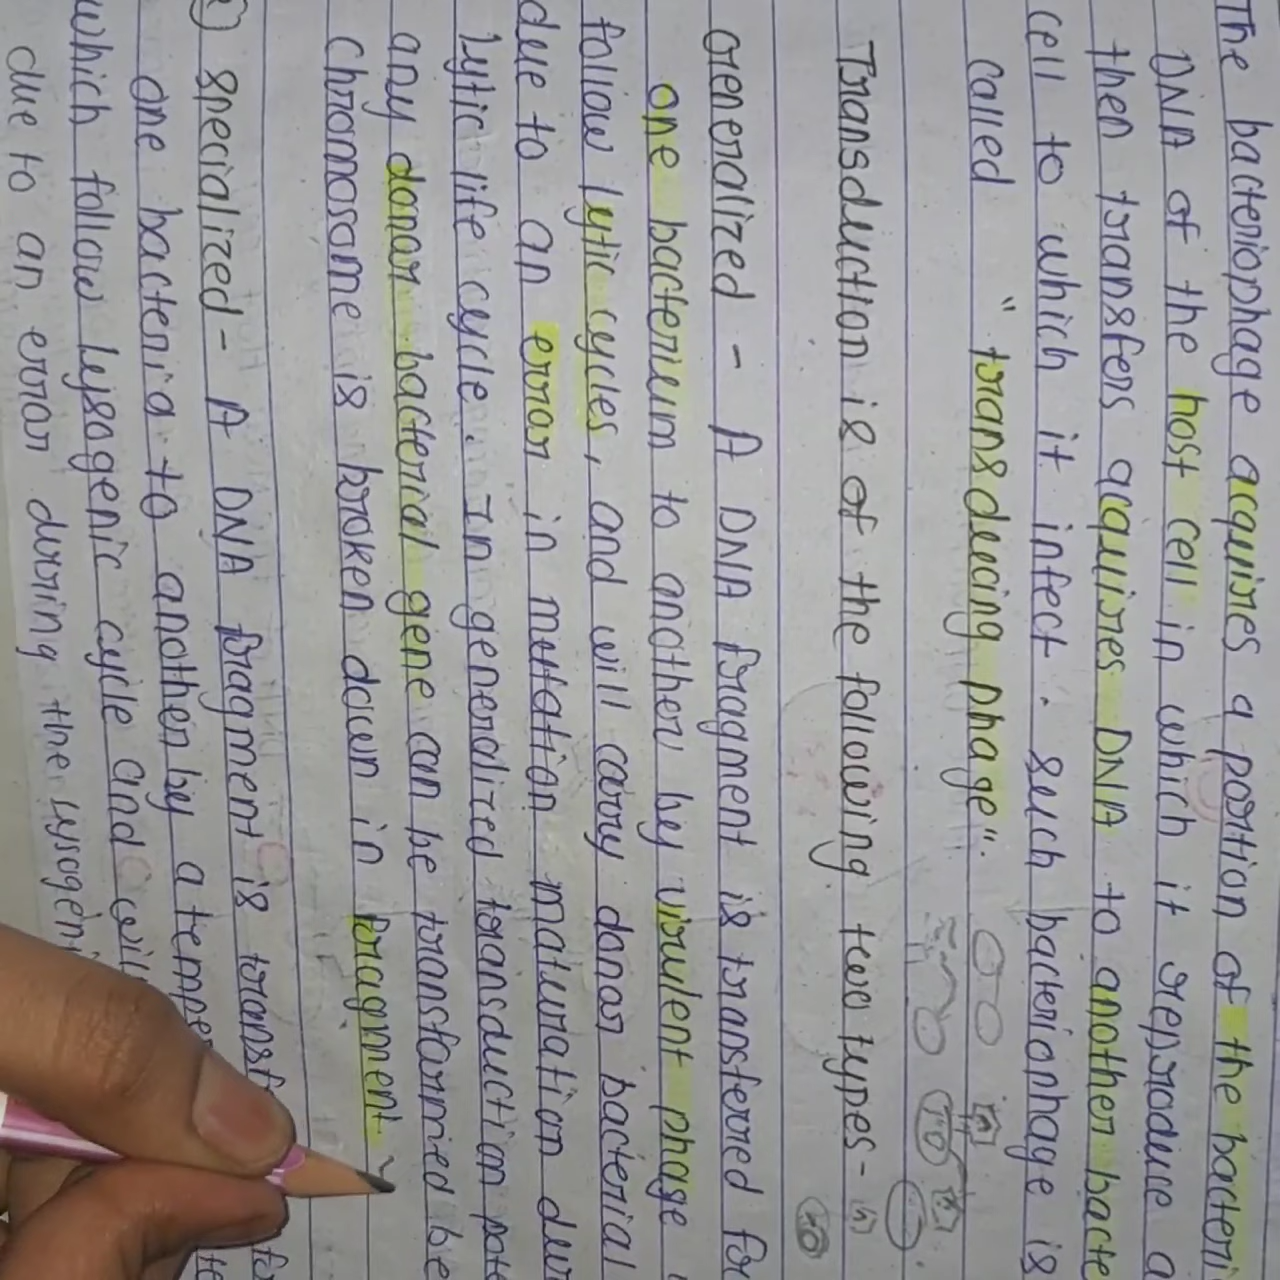 The bacteriophage acquires a portion of the bacteri
DNA of the host cell in which it reproduce a
then transfers acquires DNA to another bacte
cell to which it infect. such bacteriophage is
called "transducing phage".
Transduction is of the following two types-
Generalized - A DNA fragment is transferred fro
one bacterium to another by virulent phage
follow lytic cycles, and will carry donor bacterial
due to an error in mutation maturation dur
lytic life cycle. In generalized transduction pote
any donor bacterial gene can be transformed be
Chromosome is broken down in fragment
specialized - A DNA fragment is transf
one bacteria to another by a tempe
which follow lysogenic cycle and will
due to an error during the lysogeni